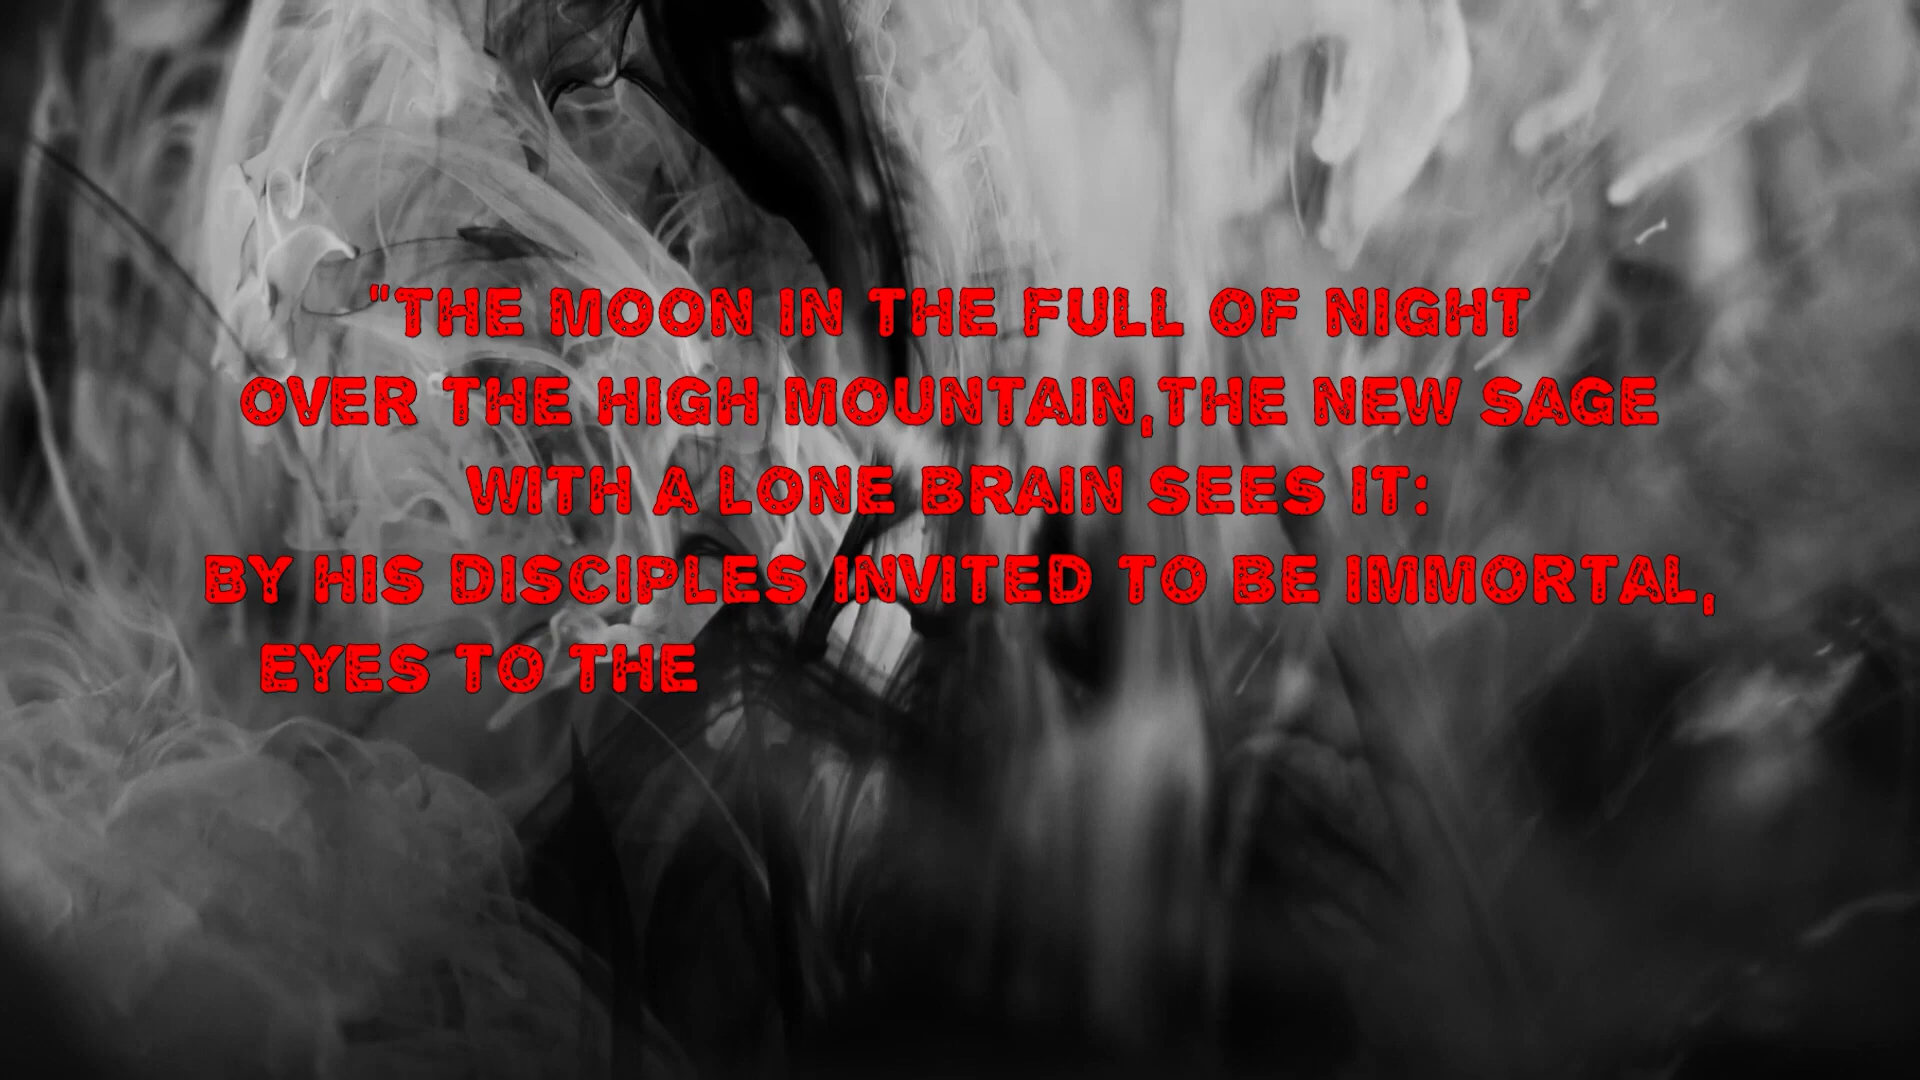 "THE MOON IN THE FULL OF NIGHT
OVER THE HIGH MOUNTAIN,THE NEW SAGE
WITH A LONE BRAIN SEES IT:
BY HIS DISCIPLES INVITED TO BE IMMORTAL,
EYES TO THE